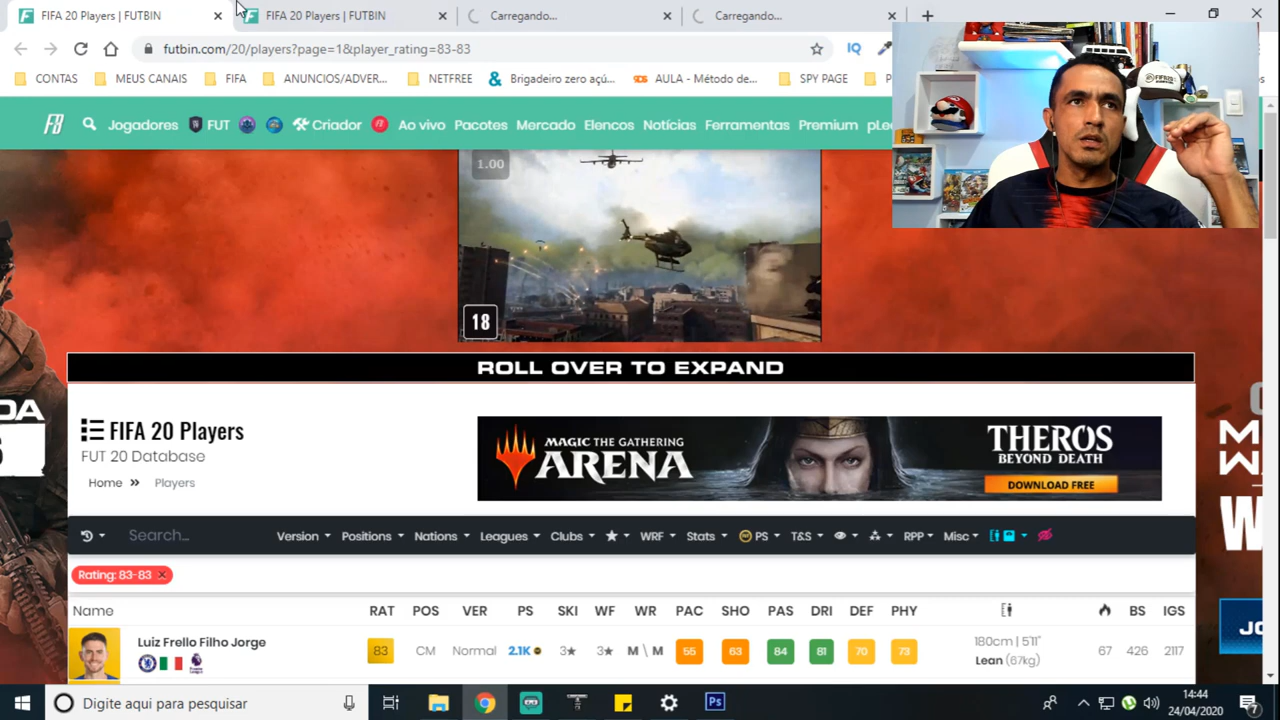 FIFA 20 Players | FUTBIN
FIFA 20 Players | FUTBIN
Carregando...
Carregando...
futbin.com/20/players?page=1&player_rating=83-83
IQ
CONTAS
MEUS CANAIS
FIFA
ANUNCIOS/ADVER...
NETFREE
Brigadeiro zero açú...
AULA - Método de...
SPY PAGE
FB
Jogadores
FUT
Criador
Ao vivo
Pacotes
Mercado
Elencos
Notícias
Ferramentas
Premium
1.00
18
ROLL OVER TO EXPAND
FIFA 20 Players
FUT 20 Database
Home » Players
MAGIC THE GATHERING
ARENA
THEROS
BEYOND DEATH
DOWNLOAD FREE
Search...
Version
Positions
Nations
Leagues
Clubs
WRF
Stats
PS
T&S
RPP
Misc
Rating: 83-83
Name RAT POS VER PS SKI WF WR PAC SHO PAS DRI DEF PHY BS IGS
Luiz Frello Filho Jorge
83 CM Normal 2.1K 3★ 3★ M \ M 55 63 84 81 70 73 180cm | 5'11" 67 426 2117
Lean (67kg)
Digite aqui para pesquisar
Ps
14:44
24/04/2020
7